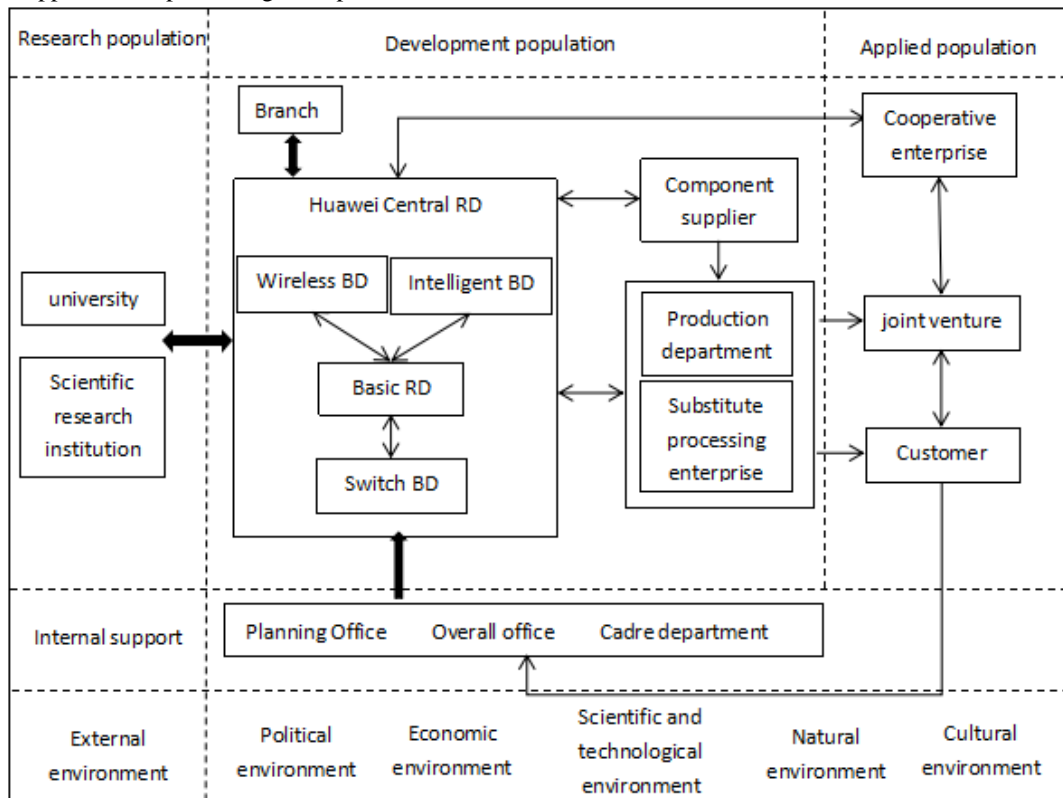 Research population
Development population
Applied population
Branch
Cooperative
enterprise
Huawei Central RD
Component
supplier
Wireless BD
Intelligent BD
university
Production
department
joint venture
Scientific
research
institution
Basic RD
Substitute
processing
enterprise
Customer
Switch BD
Internal support
Planning Office
Overall office
Cadre department
External
environment
Political
environment
Economic
environment
Scientific and
technological
environment
Natural
environment
Cultural
environment